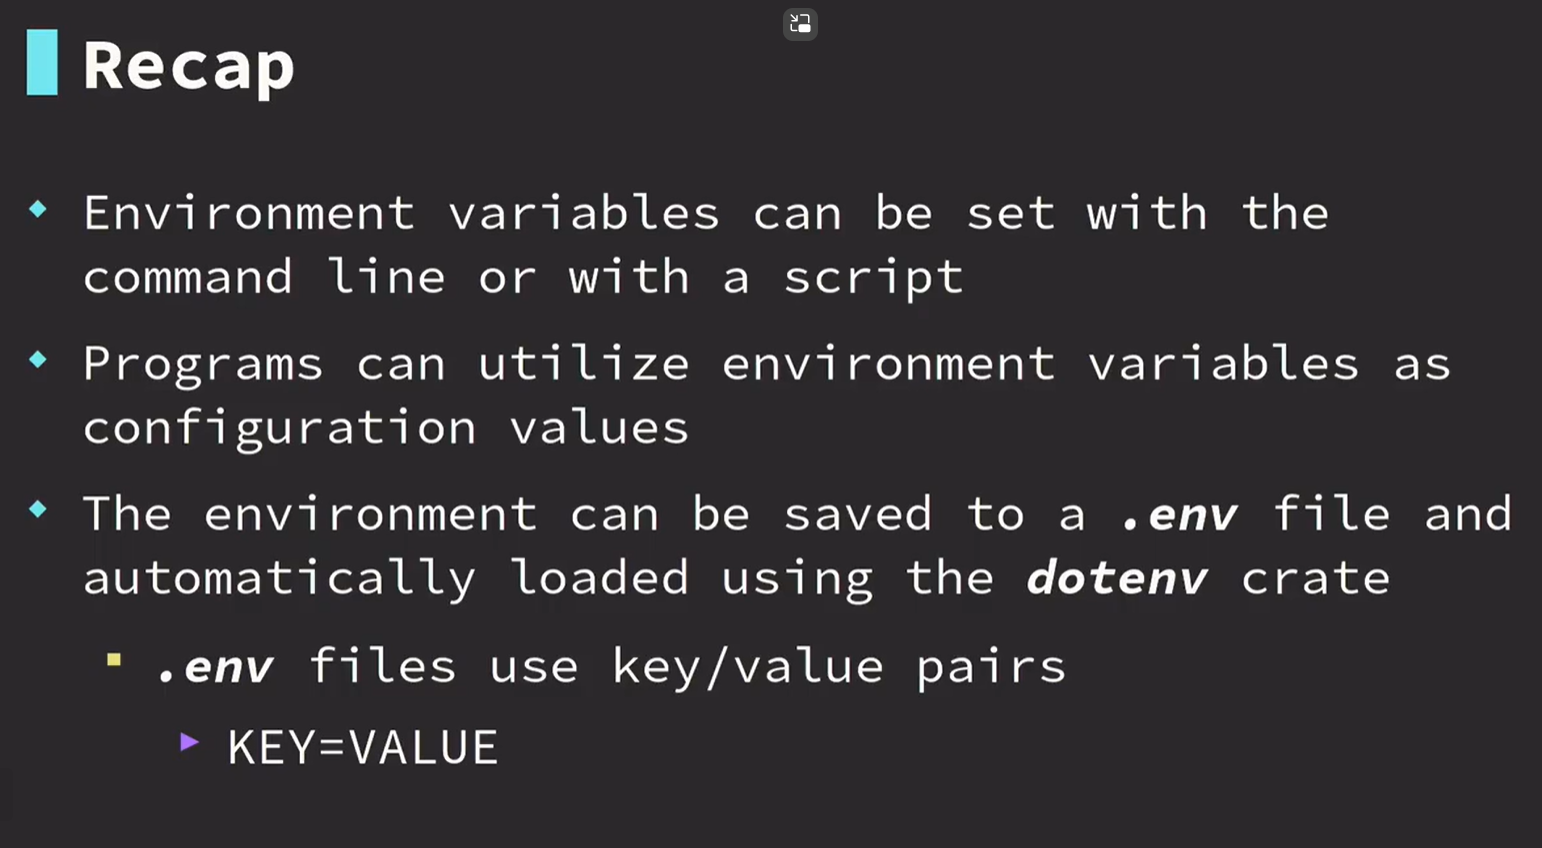 Recap
Environment variables can be set with the
command line or with a script
Programs can utilize environment variables as
configuration values
The environment can be saved to a .env file and
automatically loaded using the dotenv crate
.env files use key/value pairs
KEY=VALUE